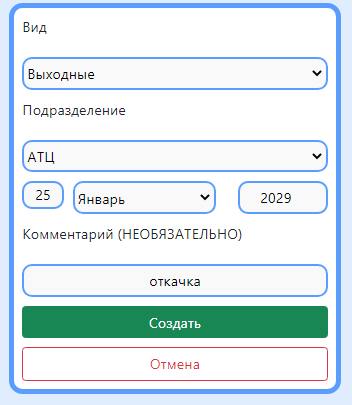 Вид
Выходные
Подразделение
АТЦ
25 Январь 2029
Комментарий (НЕОБЯЗАТЕЛЬНО)
откачка
Создать
Отмена